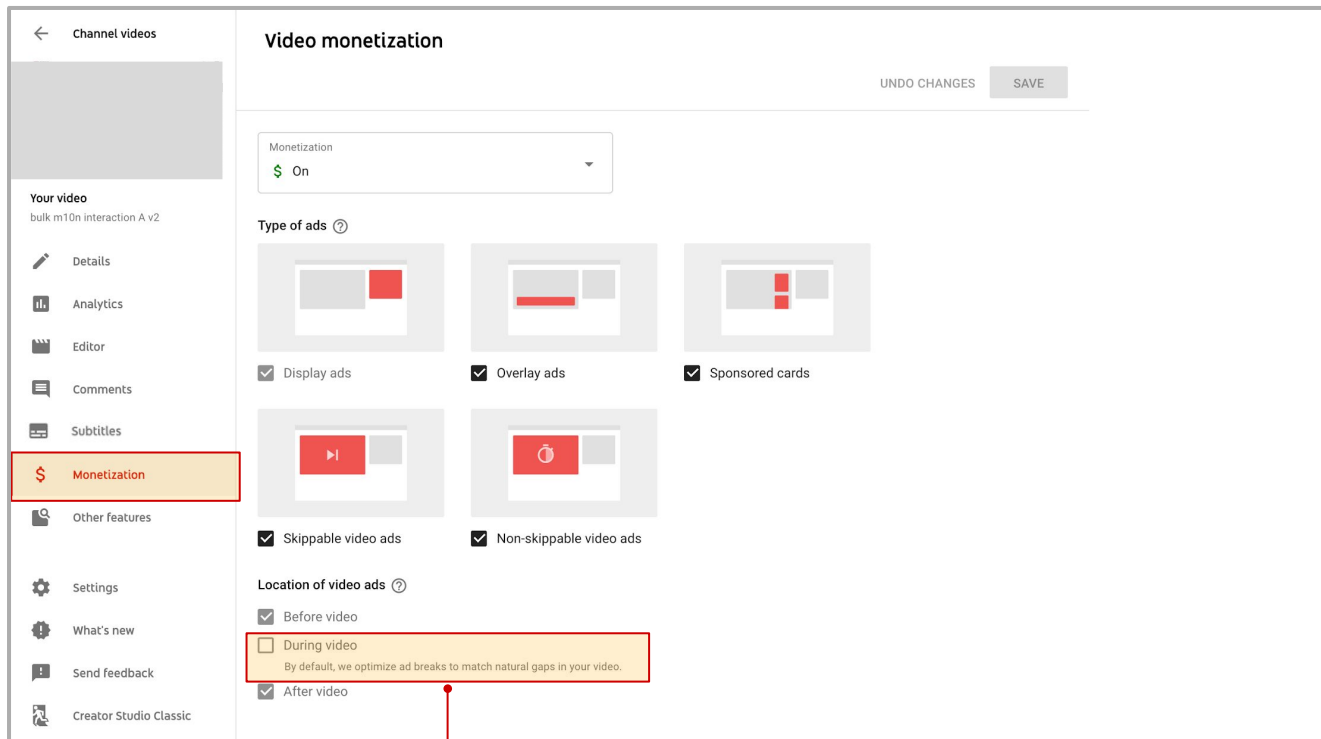 Channel videos
Video monetization
UNDO CHANGES
SAVE
Monetization
$ On
Your video
bulk m10n interaction A v2
Type of ads ?
Details
Analytics
Editor
Comments
Subtitles
$ Monetization
Other features
Settings
What's new
Send feedback
Creator Studio Classic
Display ads
Overlay ads
Sponsored cards
Skippable video ads
Non-skippable video ads
Location of video ads ?
Before video
During video
By default, we optimize ad breaks to match natural gaps in your video.
After video